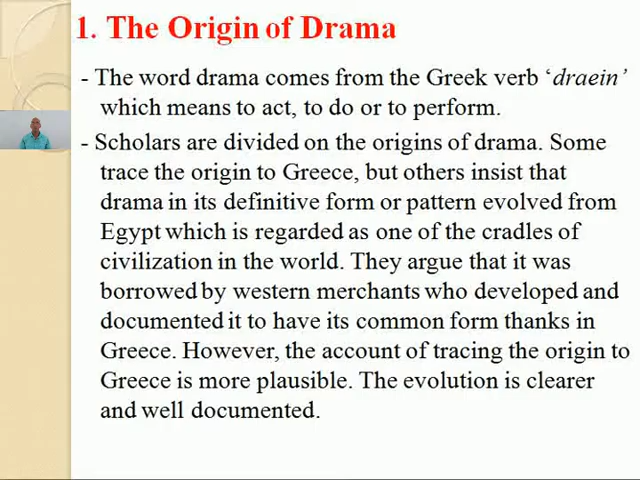 1. The Origin of Drama
- The word drama comes from the Greek verb ‘draein’
which means to act, to do or to perform.
- Scholars are divided on the origins of drama. Some
trace the origin to Greece, but others insist that
drama in its definitive form or pattern evolved from
Egypt which is regarded as one of the cradles of
civilization in the world. They argue that it was
borrowed by western merchants who developed and
documented it to have its common form thanks in
Greece. However, the account of tracing the origin to
Greece is more plausible. The evolution is clearer
and well documented.